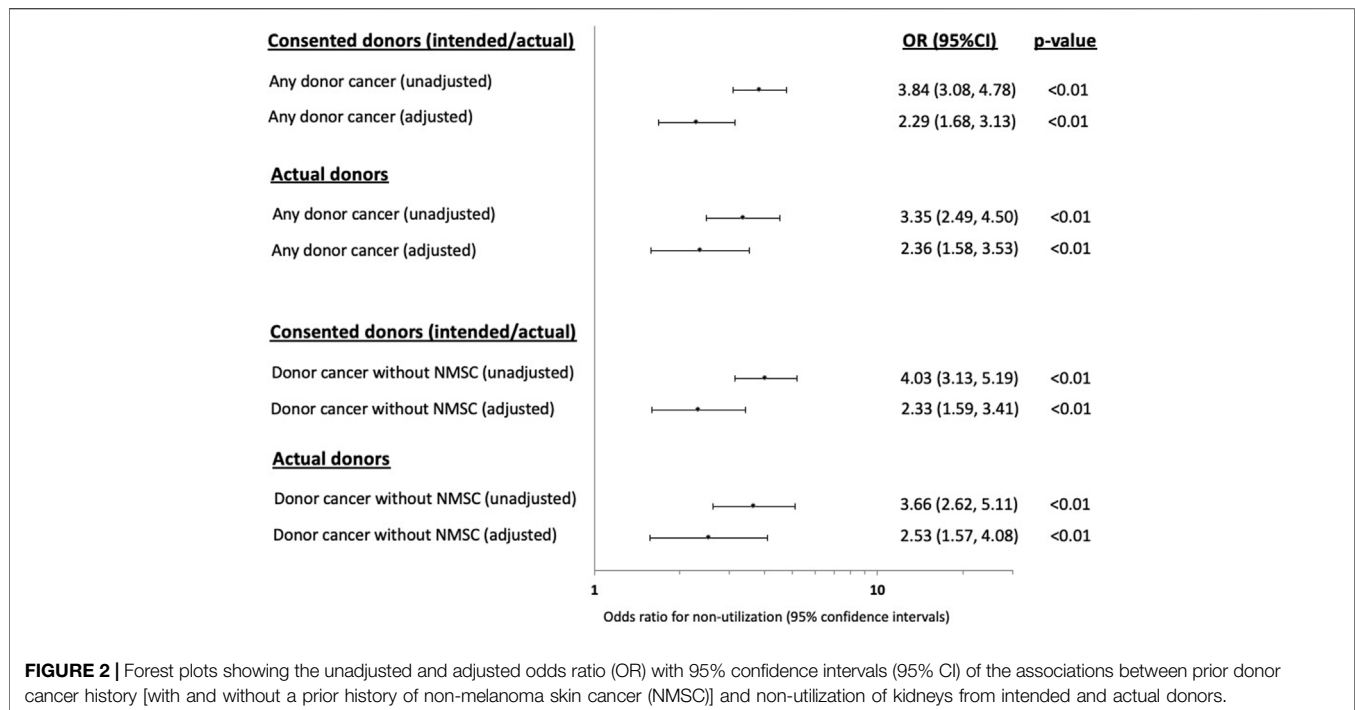 Consented donors (intended/actual) OR (95%CI) p-value
Any donor cancer (unadjusted) 3.84 (3.08, 4.78) <0.01
Any donor cancer (adjusted) 2.29 (1.68, 3.13) <0.01
Actual donors
Any donor cancer (unadjusted) 3.35 (2.49, 4.50) <0.01
Any donor cancer (adjusted) 2.36 (1.58, 3.53) <0.01
Consented donors (intended/actual)
Donor cancer without NMSC (unadjusted) 4.03 (3.13, 5.19) <0.01
Donor cancer without NMSC (adjusted) 2.33 (1.59, 3.41) <0.01
Actual donors
Donor cancer without NMSC (unadjusted) 3.66 (2.62, 5.11) <0.01
Donor cancer without NMSC (adjusted) 2.53 (1.57, 4.08) <0.01
1 10
Odds ratio for non-utilization (95% confidence intervals)
FIGURE 2 | Forest plots showing the unadjusted and adjusted odds ratio (OR) with 95% confidence intervals (95% CI) of the associations between prior donor
cancer history [with and without a prior history of non-melanoma skin cancer (NMSC)] and non-utilization of kidneys from intended and actual donors.